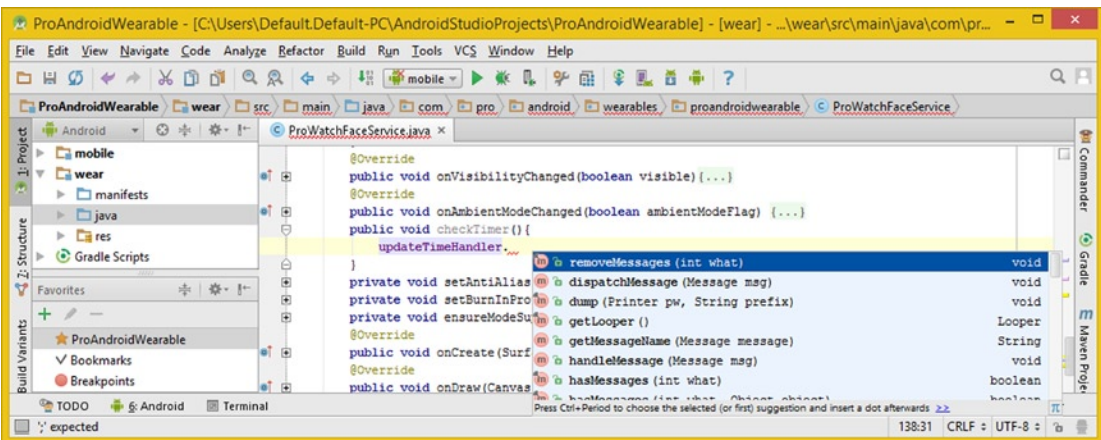 ProAndroidWearable - [C:\Users\Default.Default-PC\AndroidStudioProjects\ProAndroidWearable] - [wear] - ...\wear\src\main\java\com\pr...
File Edit View Navigate Code Analyze Refactor Build Run Tools VCS Window Help
mobile
ProAndroidWearable wear src main java com pro android wearables proandroidwearable ProWatchFaceService
1: Project
2: Structure
Build Variants
Android
mobile
wear
manifests
java
res
Gradle Scripts
Favorites
ProAndroidWearable
Bookmarks
Breakpoints
ProWatchFaceService.java
@Override
public void onVisibilityChanged(boolean visible){...}
@Override
public void onAmbientModeChanged(boolean ambientModeFlag) {...}
public void checkTimer(){
updateTimeHandler.
}
private void setAntiAlias
private void setBurnInPro
private void ensureModeSu
@Override
public void onCreate(Surf
@Override
public void onDraw(Canvas
removeMessages(int what) void
dispatchMessage(Message msg) void
dump(Printer pw, String prefix) void
getLooper() Looper
getMessageName(Message message) String
handleMessage(Message msg) void
hasMessages(int what) boolean
hasMessages(int what, Object object) boolean
Press Ctrl+Period to choose the selected (or first) suggestion and insert a dot afterwards >>
Commander
Gradle
Maven Proje
TODO 6: Android Terminal
';' expected
138:31 CRLF UTF-8